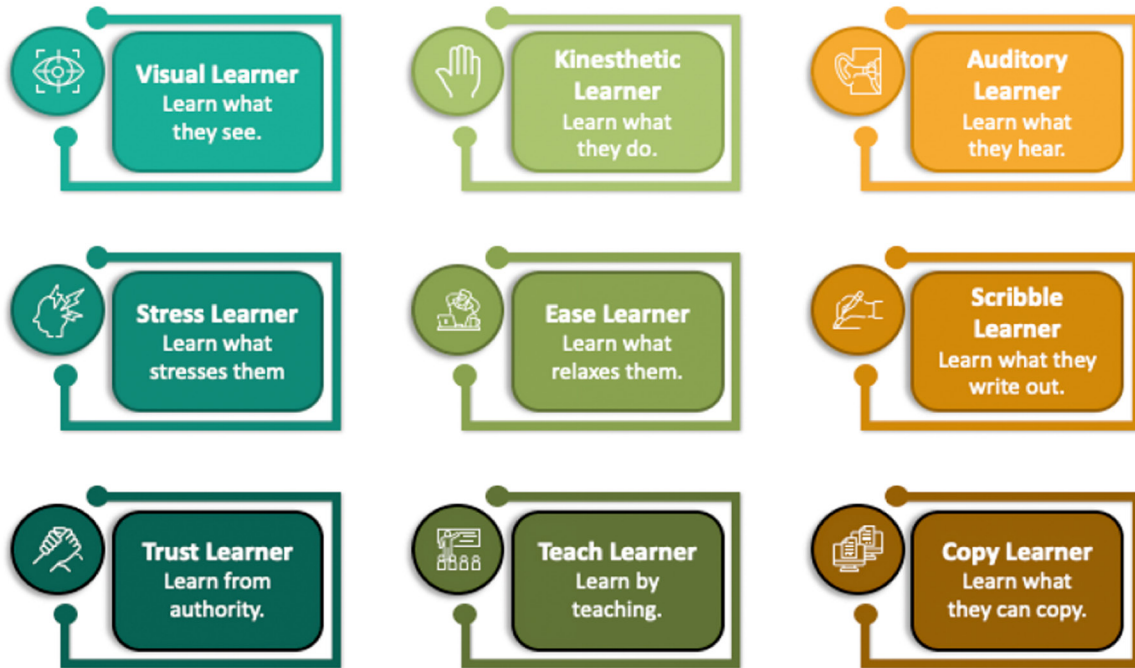 Visual Learner
Learn what
they see.
Kinesthetic
Learner
Learn what
they do.
Auditory
Learner
Learn what
they hear.
Stress Learner
Learn what
stresses them
Ease Learner
Learn what
relaxes them.
Scribble
Learner
Learn what they
write out.
Trust Learner
Learn from
authority.
Teach Learner
Learn by
teaching.
Copy Learner
Learn what
they can copy.